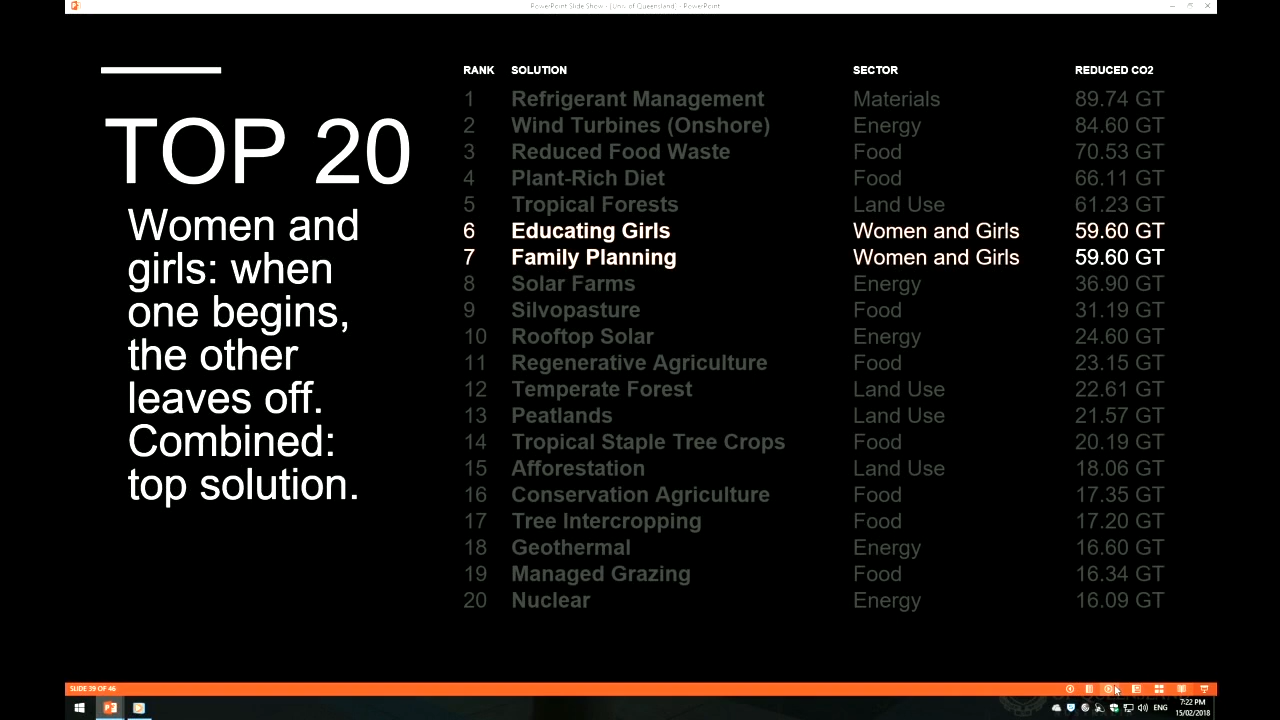 PowerPoint Slide Show - [Univ of Queensland] - PowerPoint
TOP 20
Women and
girls: when
one begins,
the other
leaves off.
Combined:
top solution.
RANK SOLUTION SECTOR REDUCED CO2
1 Refrigerant Management Materials 89.74 GT
2 Wind Turbines (Onshore) Energy 84.60 GT
3 Reduced Food Waste Food 70.53 GT
4 Plant-Rich Diet Food 66.11 GT
5 Tropical Forests Land Use 61.23 GT
6 Educating Girls Women and Girls 59.60 GT
7 Family Planning Women and Girls 59.60 GT
8 Solar Farms Energy 36.90 GT
9 Silvopasture Food 31.19 GT
10 Rooftop Solar Energy 24.60 GT
11 Regenerative Agriculture Food 23.15 GT
12 Temperate Forest Land Use 22.61 GT
13 Peatlands Land Use 21.57 GT
14 Tropical Staple Tree Crops Food 20.19 GT
15 Afforestation Land Use 18.06 GT
16 Conservation Agriculture Food 17.35 GT
17 Tree Intercropping Food 17.20 GT
18 Geothermal Energy 16.60 GT
19 Managed Grazing Food 16.34 GT
20 Nuclear Energy 16.09 GT
SLIDE 39 OF 46
ENG
7:22 PM
15/02/2018